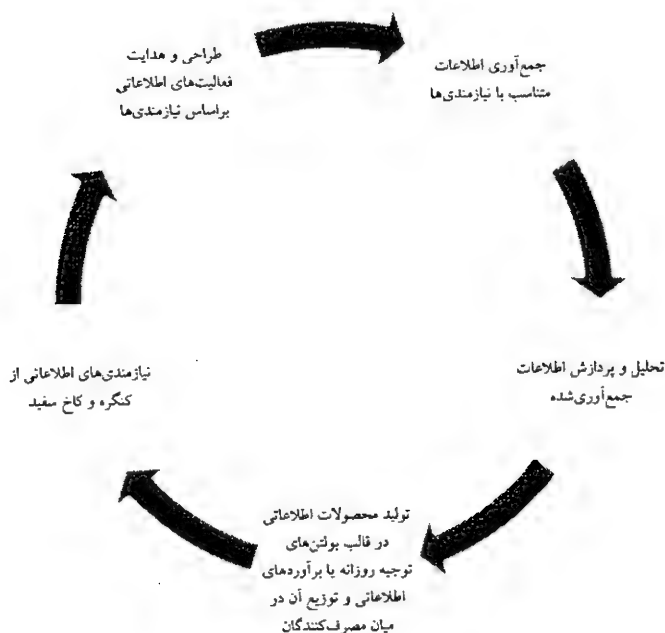 طراحی و هدایت
فعالیت‌های اطلاعاتی
براساس نیازمندی‌ها
جمع‌آوری اطلاعات
متناسب با نیازمندی‌ها
تحلیل و پردازش اطلاعات
جمع‌آوری‌شده
تولید محصولات اطلاعاتی
در قالب بولتن‌های
توجیه روزانه یا برآوردهای
اطلاعاتی و توزیع آن در
میان مصرف‌کنندگان
نیازمندی‌های اطلاعاتی از
کنگره و کاخ سفید